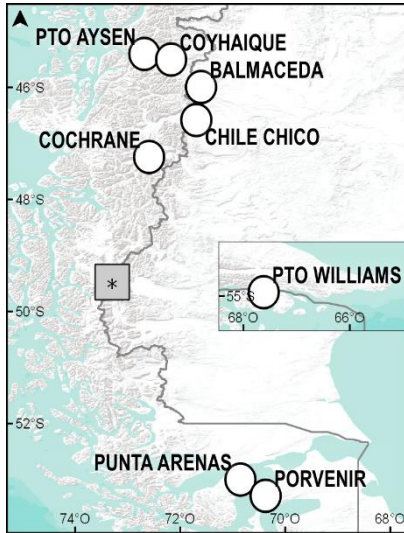 PTO AYSEN
COYHAIQUE
BALMACEDA
46°S
COCHRANE
CHILE CHICO
48°S
*
PTO WILLIAMS
55°S
50°S
68°O
66°O
52°S
PUNTA ARENAS
PORVENIR
74°O
72°O
70°O
68°O